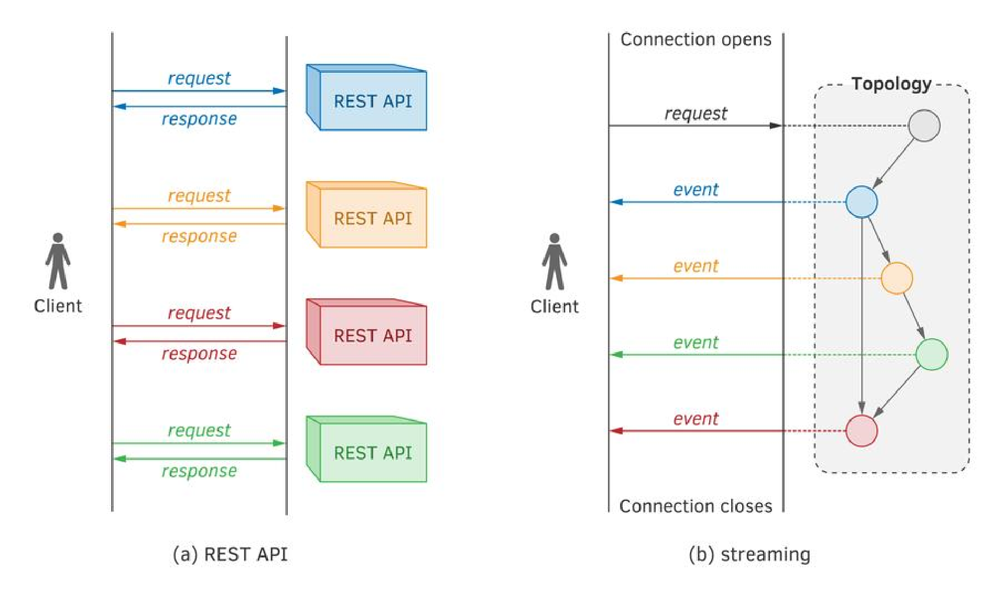 request
REST API
response
request
REST API
response
Client
request
REST API
response
request
REST API
response
(a) REST API
Connection opens
Topology
request
event
event
Client
event
event
Connection closes
(b) streaming